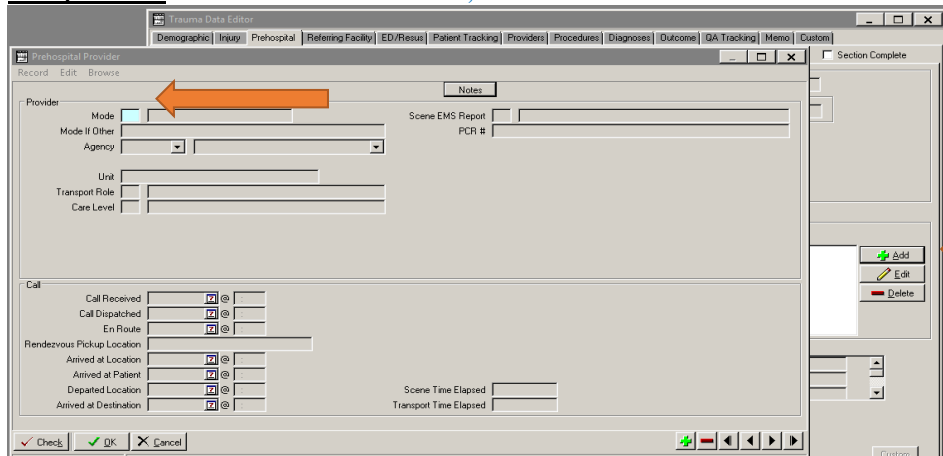 Trauma Data Editor
Demographic Injury Prehospital Referring Facility ED/Resus Patient Tracking Providers Procedures Diagnoses Outcome QA Tracking Memo Custom
Prehospital Provider
Section Complete
Record Edit Browse
Notes
Provider
Mode
Scene EMS Report
Mode If Other
PCR #
Agency
Unit
Transport Role
Care Level
Add
Edit
Delete
Call
Call Received @ :
Call Dispatched @ :
En Route @ :
Rendezvous Pickup Location
Arrived at Location @ :
Arrived at Patient @ :
Departed Location @ :
Scene Time Elapsed
Arrived at Destination @ :
Transport Time Elapsed
Check OK Cancel
Custom